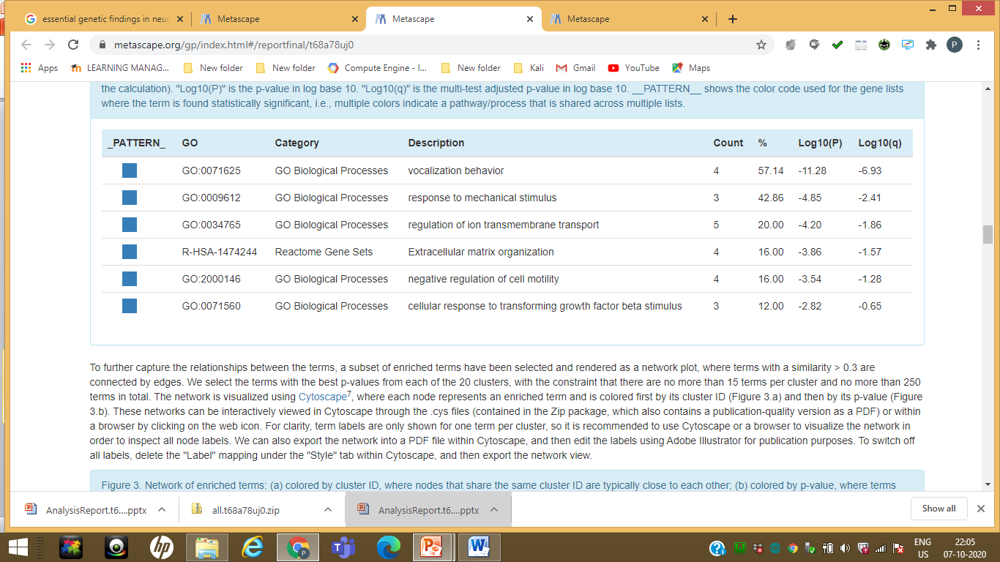 essential genetic findings in neur
Metascape
Metascape
Metascape
metascape.org/gp/index.html#/reportfinal/t68a78uj0
P
Apps LEARNING MANAG... New folder New folder Compute Engine - I... New folder Kali Gmail YouTube Maps
the calculation). "Log10(P)" is the p-value in log base 10. "Log10(q)" is the multi-test adjusted p-value in log base 10. __PATTERN__ shows the color code used for the gene lists
where the term is found statistically significant, i.e., multiple colors indicate a pathway/process that is shared across multiple lists.
_PATTERN_ GO Category Description Count % Log10(P) Log10(q)
GO:0071625 GO Biological Processes vocalization behavior 4 57.14 -11.28 -6.93
GO:0009612 GO Biological Processes response to mechanical stimulus 3 42.86 -4.85 -2.41
GO:0034765 GO Biological Processes regulation of ion transmembrane transport 5 20.00 -4.20 -1.86
R-HSA-1474244 Reactome Gene Sets Extracellular matrix organization 4 16.00 -3.86 -1.57
GO:2000146 GO Biological Processes negative regulation of cell motility 4 16.00 -3.54 -1.28
GO:0071560 GO Biological Processes cellular response to transforming growth factor beta stimulus 3 12.00 -2.82 -0.65
To further capture the relationships between the terms, a subset of enriched terms have been selected and rendered as a network plot, where terms with a similarity > 0.3 are
connected by edges. We select the terms with the best p-values from each of the 20 clusters, with the constraint that there are no more than 15 terms per cluster and no more than 250
terms in total. The network is visualized using Cytoscape7, where each node represents an enriched term and is colored first by its cluster ID (Figure 3.a) and then by its p-value (Figure
3.b). These networks can be interactively viewed in Cytoscape through the .cys files (contained in the Zip package, which also contains a publication-quality version as a PDF) or within
a browser by clicking on the web icon. For clarity, term labels are only shown for one term per cluster, so it is recommended to use Cytoscape or a browser to visualize the network in
order to inspect all node labels. We can also export the network into a PDF file within Cytoscape, and then edit the labels using Adobe Illustrator for publication purposes. To switch off
all labels, delete the "Label" mapping under the "Style" tab within Cytoscape, and then export the network view.
Figure 3. Network of enriched terms: (a) colored by cluster ID, where nodes that share the same cluster ID are typically close to each other; (b) colored by p-value, where terms
AnalysisReport.t6....pptx all.t68a78uj0.zip AnalysisReport.t6....pptx Show all
ENG 22:05
US 07-10-2020